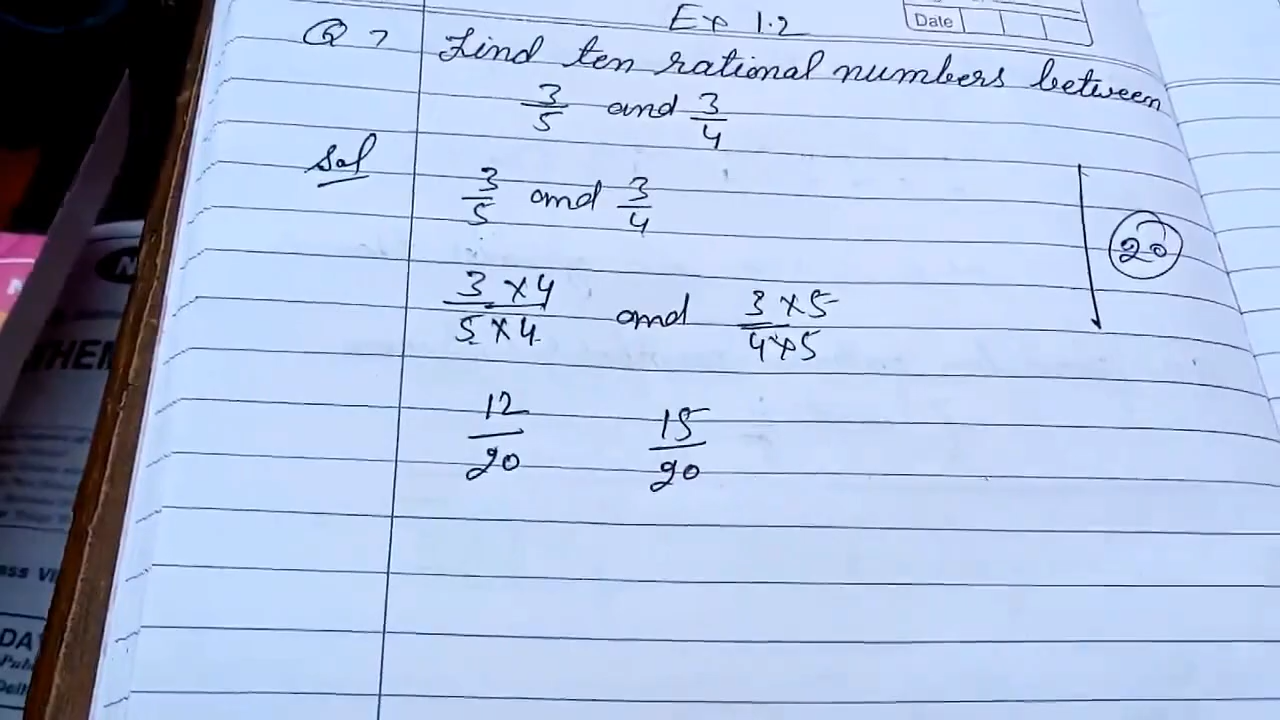 Ex 1.2
Date
Q 7 Find ten rational numbers between
3/5 and 3/4
Sol
3/5 and 3/4
20
3 × 4 / 5 × 4 and 3 × 5 / 4 × 5
12/20 15/20